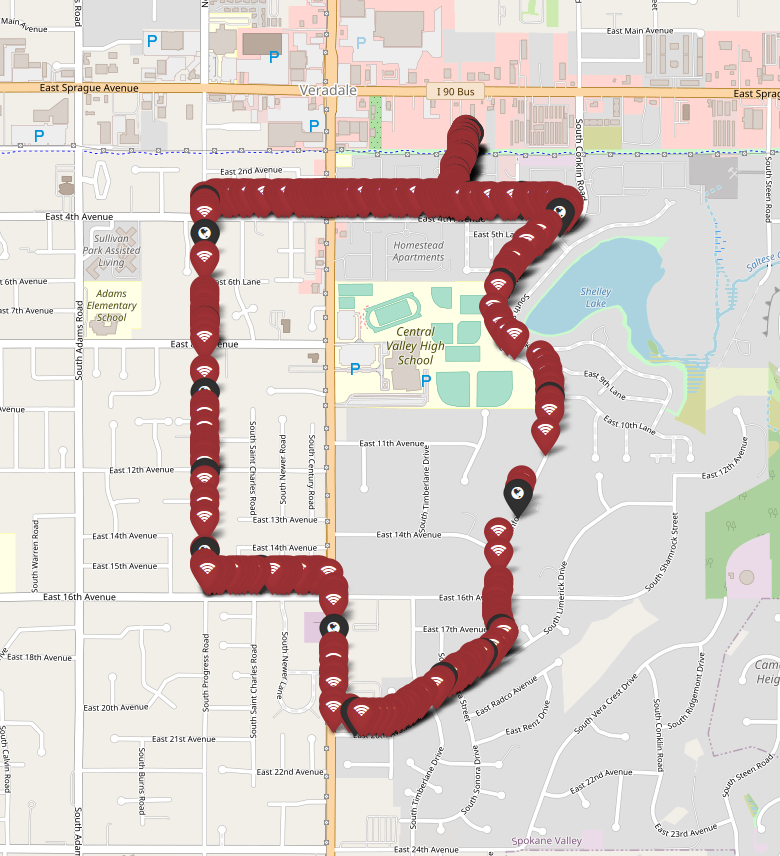 East Main Avenue
Main Avenue
East Sprague Avenue
Veradale
I 90 Bus
East Sprag
P
P
P
P
P
South Conklin Road
South Steen Road
East 2nd Avenue
East 4th Avenue
East 4th Avenue
East 5th Lane
Sullivan
Park Assisted
Living
Homestead
Apartments
Shelley
Lake
Saltese C
East 6th Lane
6th Avenue
ast 7th Avenue
Adams
Elementary
School
South Adams Road
Central
Valley High
School
P
P
East 9th Lane
East 10th Lane
East 11th Avenue
East 12th Avenue
East 12th Avenue
South Saint Charles Road
South Newer Road
South Century Road
South Timberlane Drive
East 13th Avenue
East 14th Avenue
East 14th Avenue
East 14th Avenue
East 15th Avenue
South Warren Road
South Shamrock Street
South Limerick Drive
East 16th Avenue
East 16th
East 17th Avenue
East 18th Avenue
South Progress Road
South Saint Charles Road
South Newer Lane
East 20th Avenue
East 21st Avenue
East 22nd Avenue
South Burns Road
South Calvin Road
South Adam
East Radco Avenue
East Reni Drive
South Vera Crest Drive
South Ridgemont Drive
South Conklin Road
South Steen Road
South Timberlane Drive
South Sonora Drive
East 22nd Avenue
East 23rd Avenue
East 24th Avenue
Spokane Valley